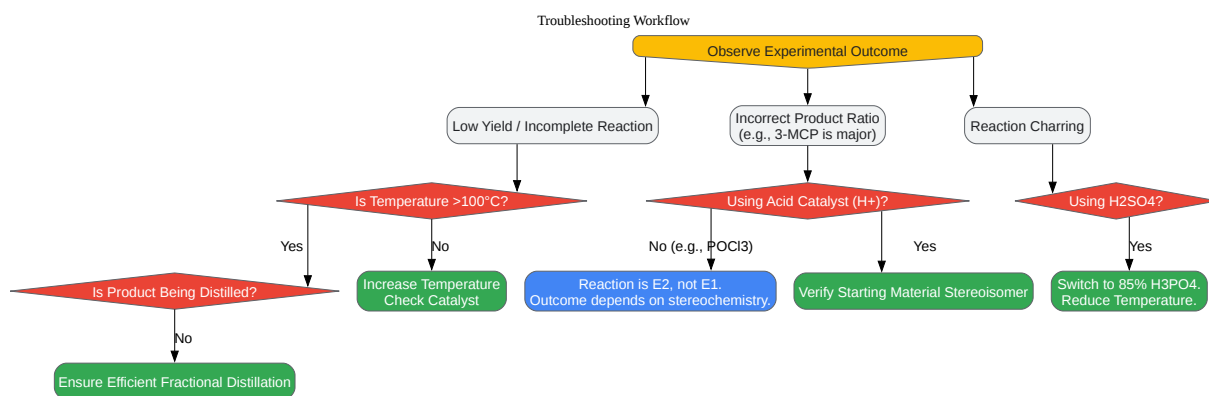 Troubleshooting Workflow
Observe Experimental Outcome
Low Yield / Incomplete Reaction
Incorrect Product Ratio
(e.g., 3-MCP is major)
Reaction Charring
Is Temperature >100°C?
Using Acid Catalyst (H+)?
Using H2SO4?
Yes
No
No (e.g., POCl3)
Yes
Yes
Is Product Being Distilled?
Increase Temperature
Check Catalyst
Reaction is E2, not E1.
Outcome depends on stereochemistry.
Verify Starting Material Stereoisomer
Switch to 85% H3PO4.
Reduce Temperature.
No
Ensure Efficient Fractional Distillation